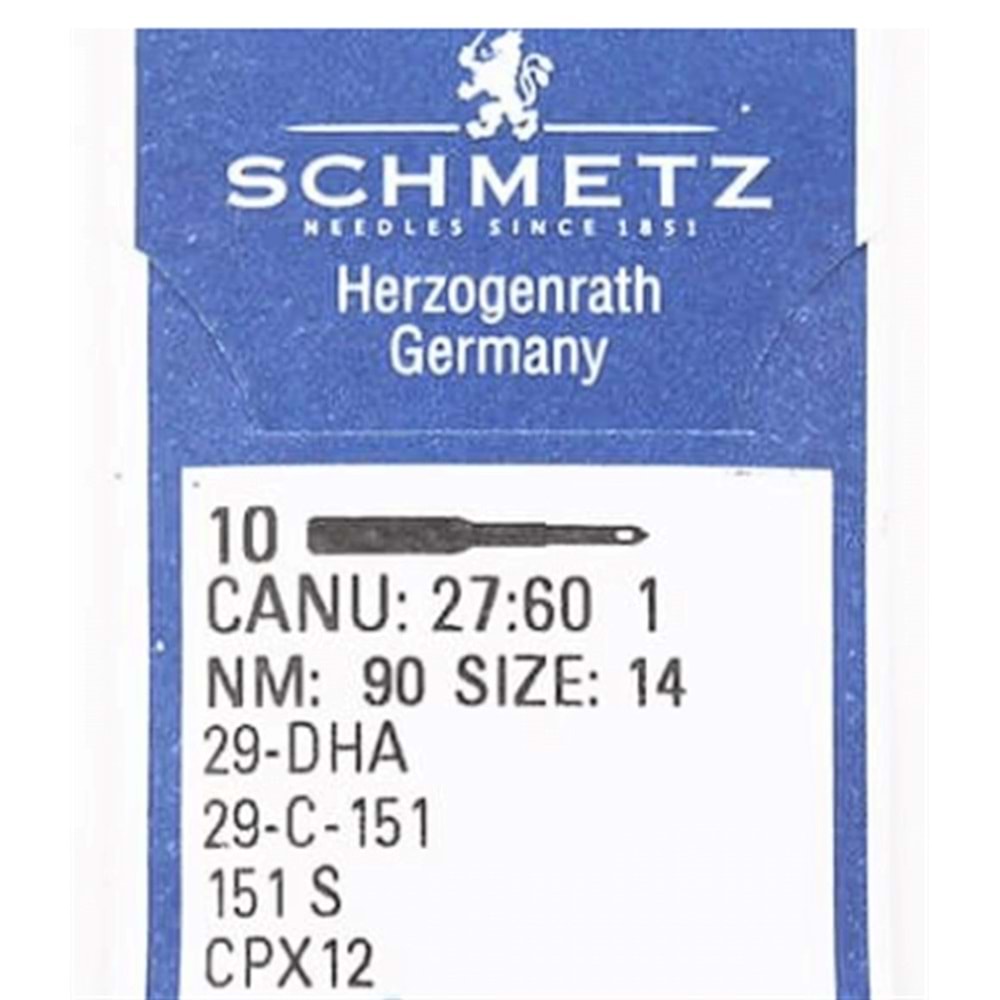 SCHMETZ
NEEDLES SINCE 1851
Herzogenrath
Germany
10
CANU: 27:60 1
NM: 90 SIZE: 14
29-DHA
29-C-151
151 S
CPX12